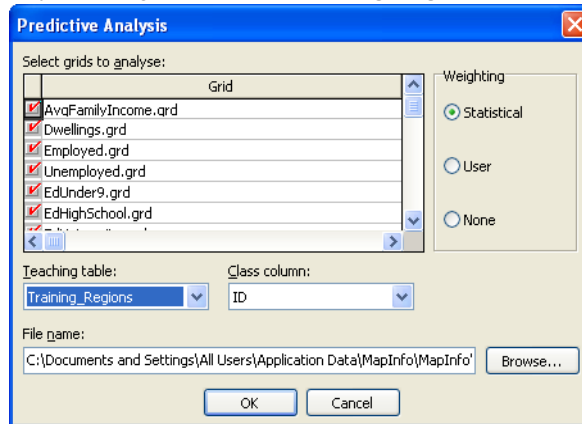 Predictive Analysis
Select grids to analyse:
Grid
AvgFamilyIncome.grd
Dwellings.grd
Employed.grd
Unemployed.grd
EdUnder9.grd
EdHighSchool.grd
Weighting
Statistical
User
None
Teaching table:
Class column:
Training_Regions
ID
File name:
C:\Documents and Settings\All Users\Application Data\MapInfo\MapInfo'
Browse...
OK
Cancel